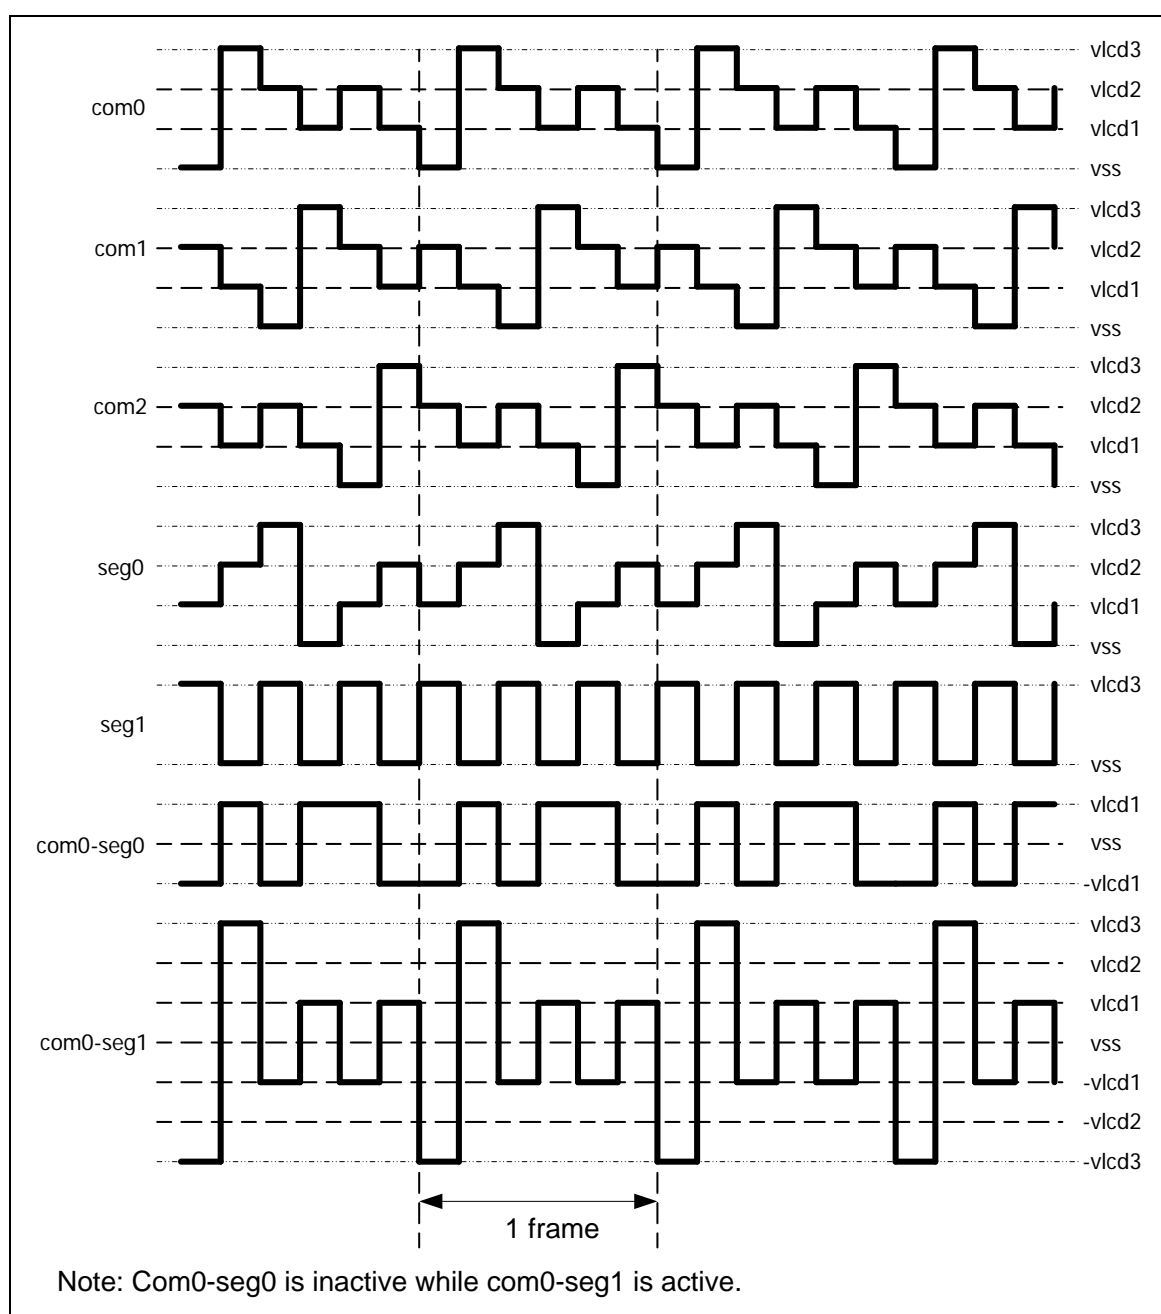 vlcd3
vlcd2
com0
vlcd1
vss
vlcd3
com1
vlcd2
vlcd1
vss
vlcd3
com2
vlcd2
vlcd1
vss
vlcd3
seg0
vlcd2
vlcd1
vss
vlcd3
seg1
vss
vlcd1
com0-seg0
vss
-vlcd1
vlcd3
vlcd2
vlcd1
com0-seg1
vss
-vlcd1
-vlcd2
-vlcd3
1 frame
Note: Com0-seg0 is inactive while com0-seg1 is active.